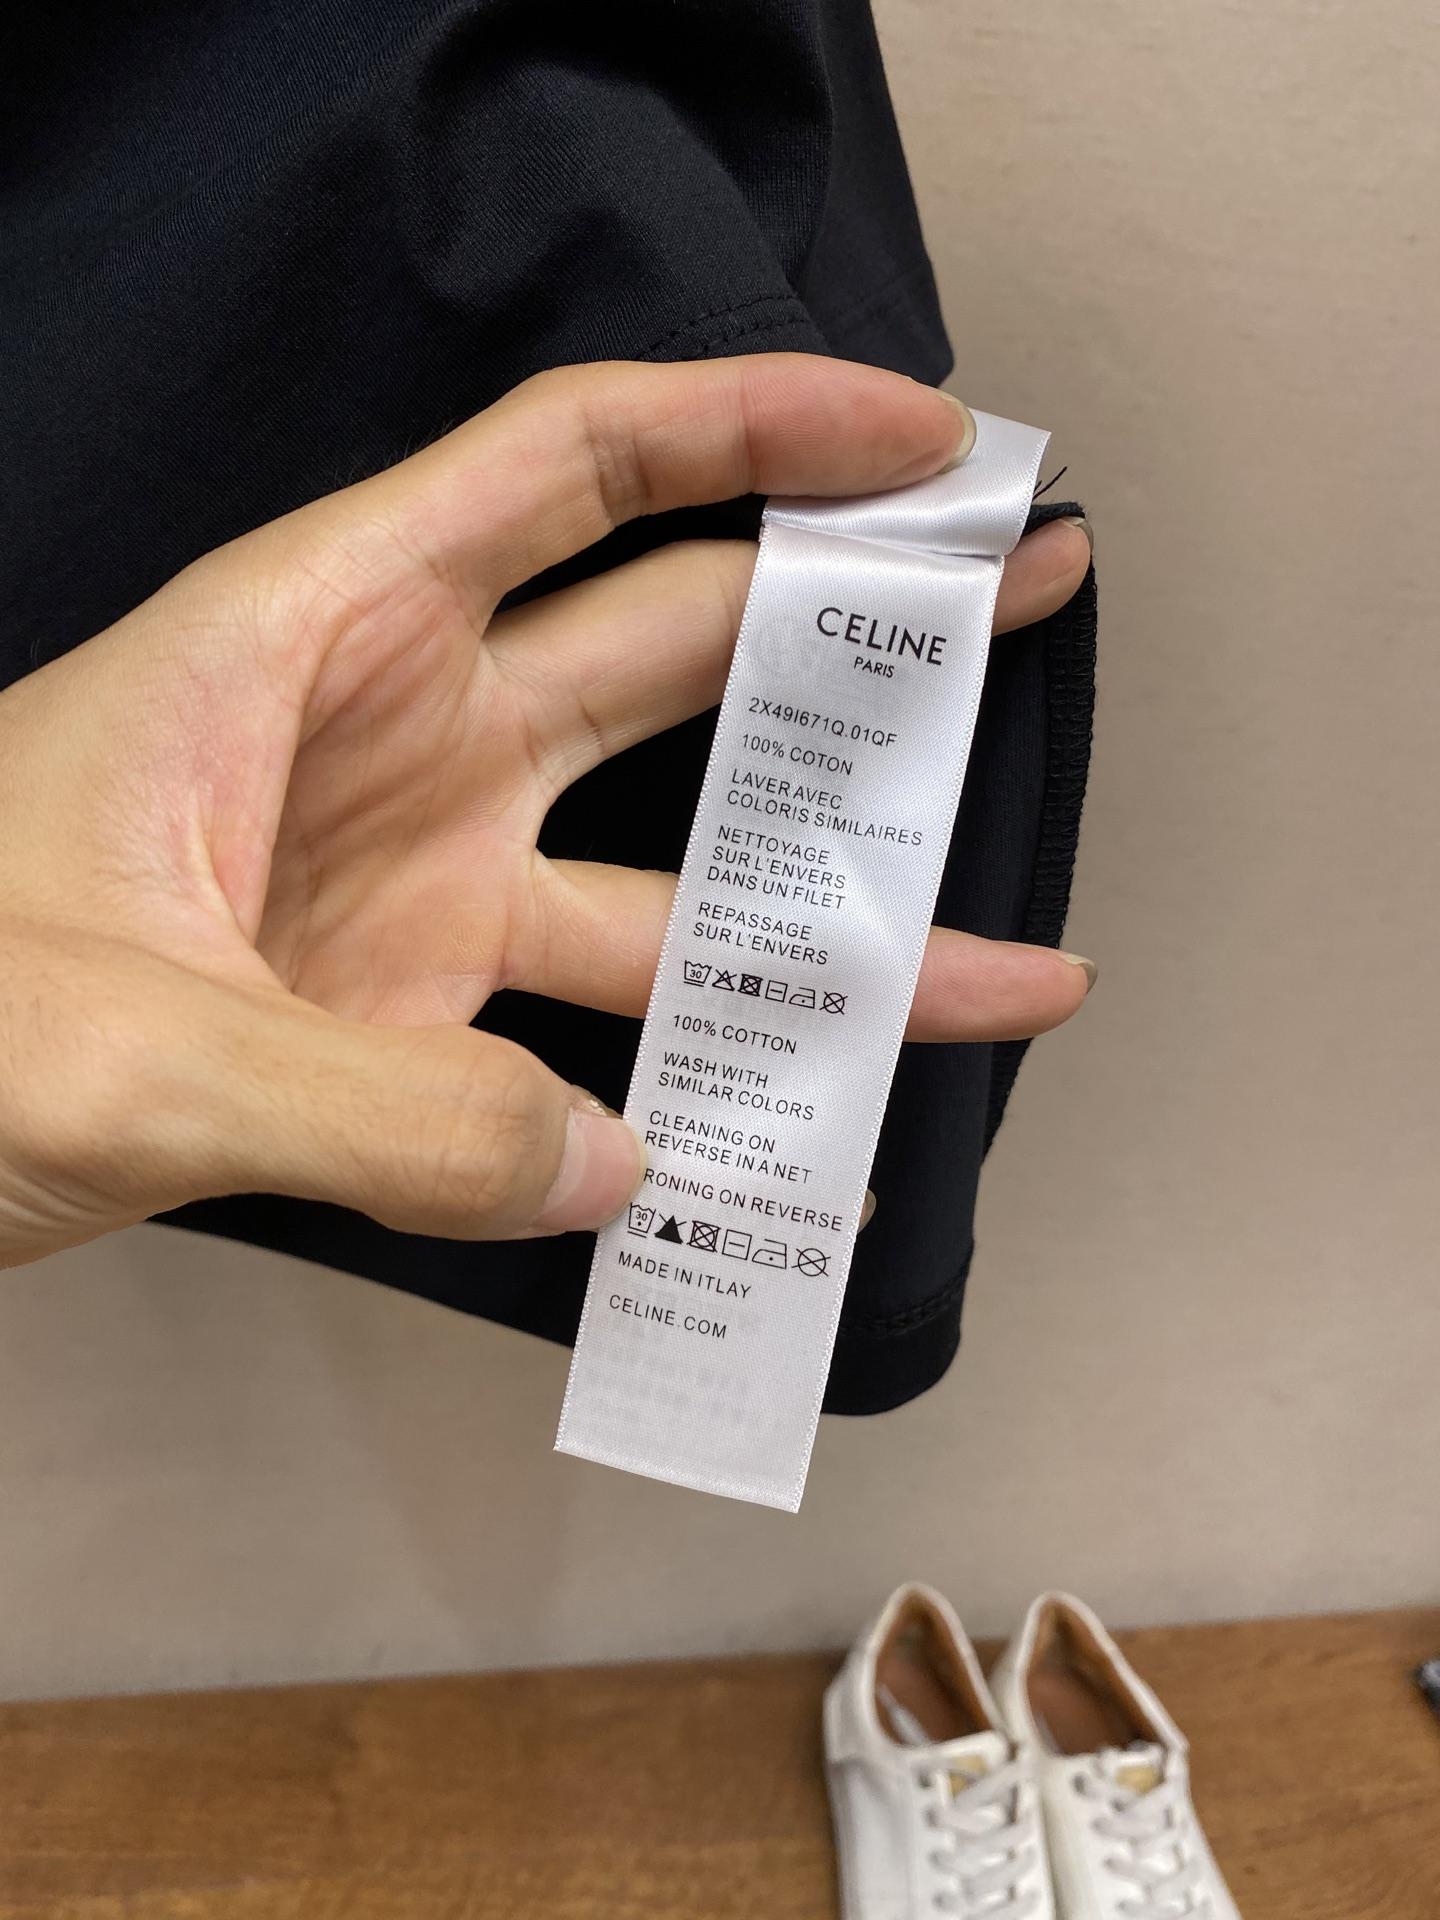 CELINE
PARIS
2X49I671Q.01QF
100% COTON
LAVER AVEC
COLORIS SIMILAIRES
NETTOYAGE
SUR L'ENVERS
DANS UN FILET
REPASSAGE
SUR L'ENVERS
30
100% COTTON
WASH WITH
SIMILAR COLORS
CLEANING ON
REVERSE IN A NET
RONING ON REVERSE
30
MADE IN ITLAY
CELINE.COM